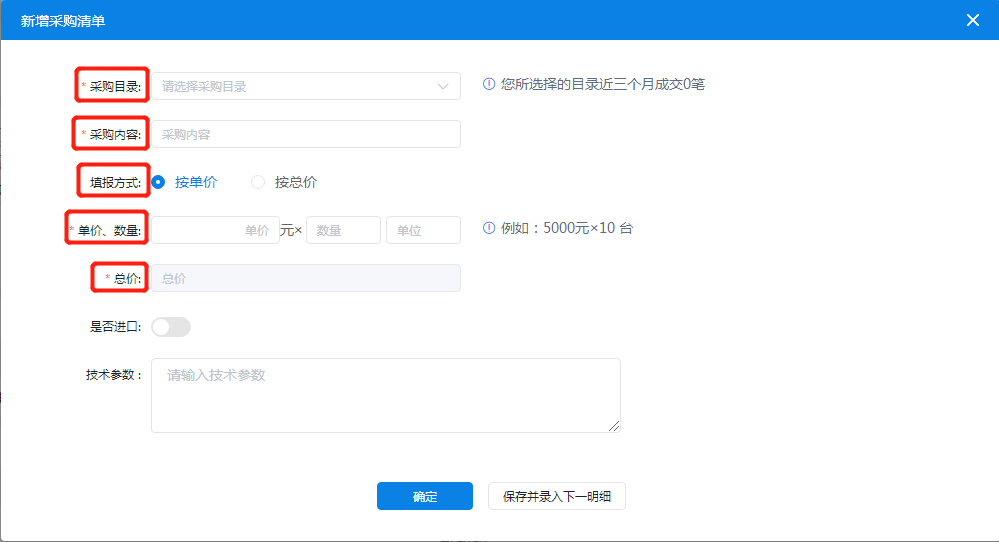 新增采购清单
* 采购目录: 请选择采购目录 您所选择的目录近三个月成交0笔
* 采购内容: 采购内容
填报方式: 按单价 按总价
* 单价、数量: 单价 元× 数量 单位 例如：5000元×10 台
* 总价: 总价
是否进口:
技术参数： 请输入技术参数
确定 保存并录入下一明细